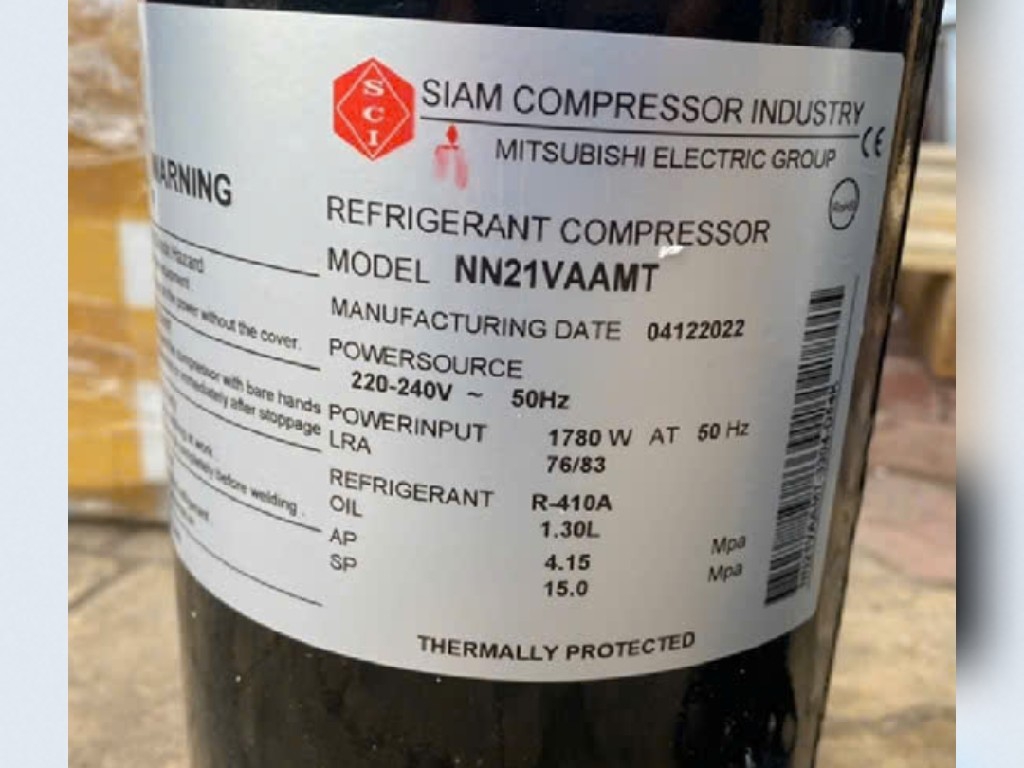 SCI
SIAM COMPRESSOR INDUSTRY
MITSUBISHI ELECTRIC GROUP
CE
RoHS
WARNING
REFRIGERANT COMPRESSOR
MODEL NN21VAAMT
MANUFACTURING DATE 04122022
POWERSOURCE
220-240V ~ 50Hz
POWERINPUT 1780 W AT 50 Hz
LRA 76/83
REFRIGERANT R-410A
OIL 1.30L
AP 4.15 Mpa
SP 15.0 Mpa
THERMALLY PROTECTED
Hazard
power without the cover.
compressor with bare hands
immediately after stoppage
before welding.